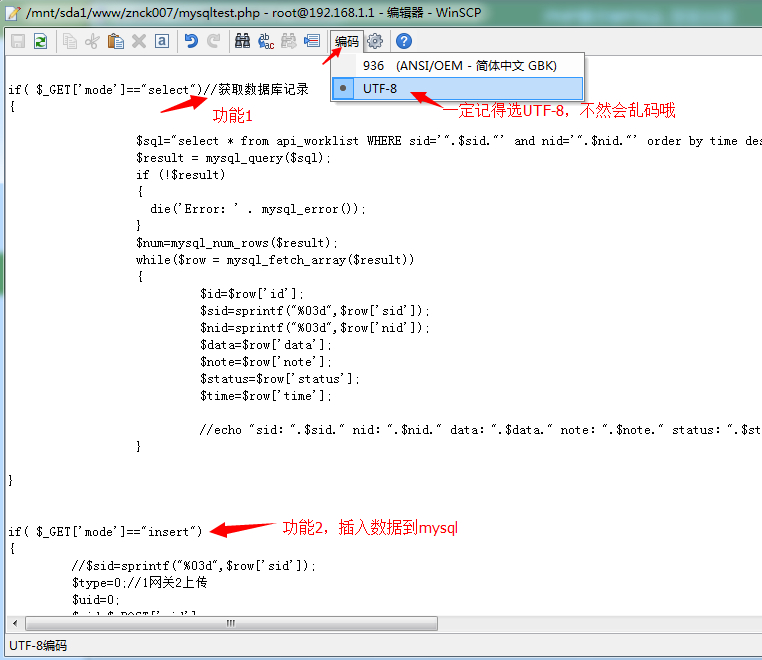 /mnt/sda1/www/znck007/mysqltest.php - root@192.168.1.1 - 编辑器 - WinSCP
编码
936 (ANSI/OEM - 简体中文 GBK)
UTF-8
一定记得选UTF-8，不然会乱码哦
if( $_GET['mode']=="select")//获取数据库记录
功能1
{
$sql="select * from api_worklist WHERE sid='".$sid."' and nid='".$nid."' order by time des
$result = mysql_query($sql);
if (!$result)
{
die('Error: ' . mysql_error());
}
$num=mysql_num_rows($result);
while($row = mysql_fetch_array($result))
{
$id=$row['id'];
$sid=sprintf("%03d",$row['sid']);
$nid=sprintf("%03d",$row['nid']);
$data=$row['data'];
$note=$row['note'];
$status=$row['status'];
$time=$row['time'];
//echo "sid：".$sid." nid：".$nid." data：".$data." note：".$note." status：".$st
}
}
if( $_GET['mode']=="insert")
功能2，插入数据到mysql
{
//$sid=sprintf("%03d",$row['sid']);
$type=0;//1网关2上传
$uid=0;
UTF-8编码